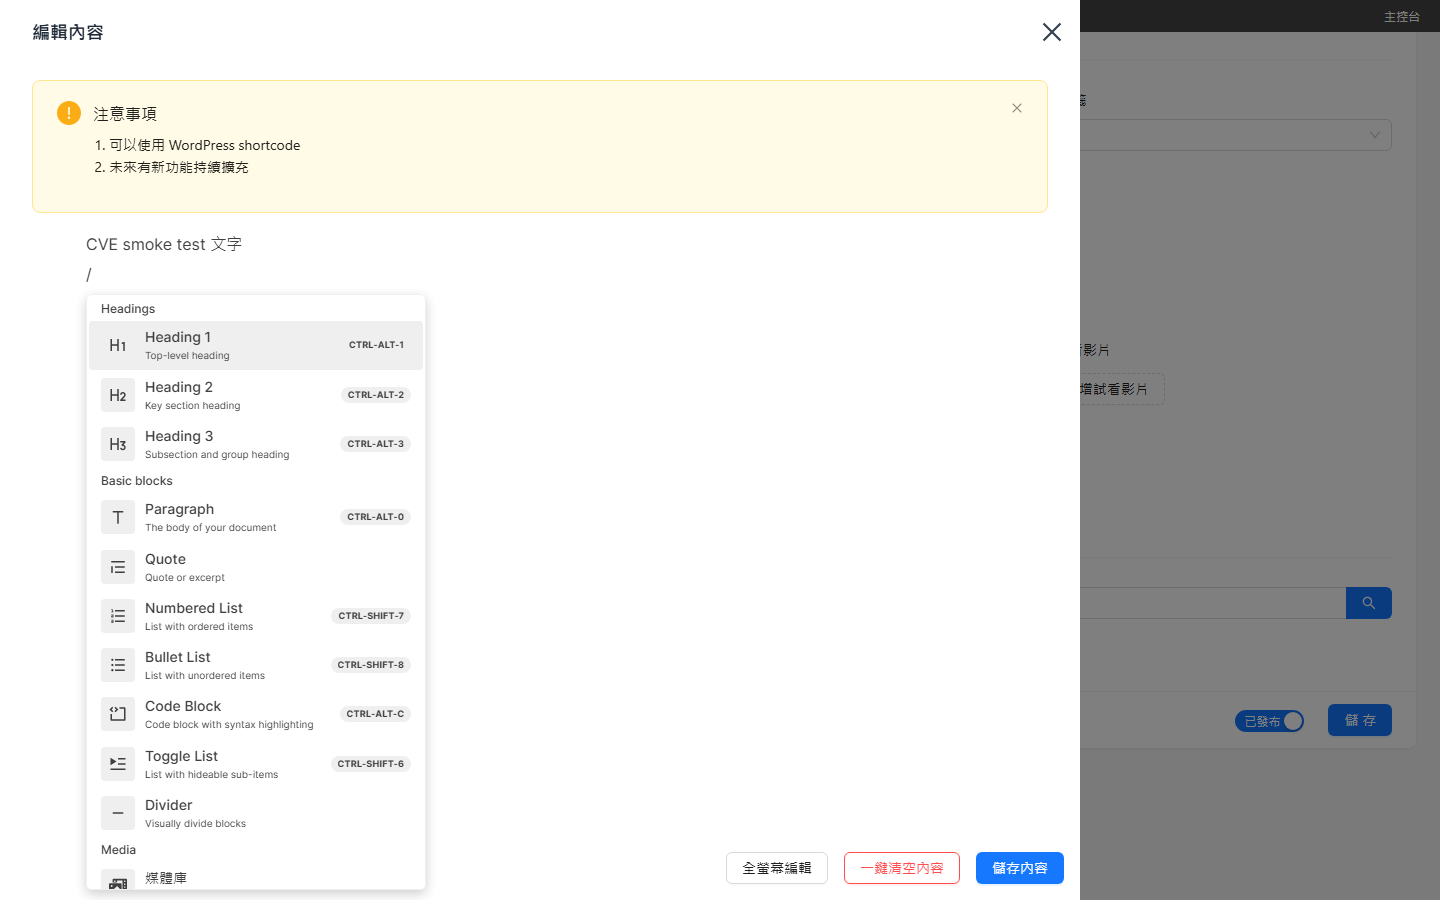 主控台
編輯內容
注意事項
1. 可以使用 WordPress shortcode
2. 未來有新功能持續擴充
CVE smoke test 文字
/
Headings
H1 Heading 1 CTRL-ALT-1
Top-level heading
H2 Heading 2 CTRL-ALT-2
Key section heading
H3 Heading 3 CTRL-ALT-3
Subsection and group heading
Basic blocks
Paragraph CTRL-ALT-0
The body of your document
Quote
Quote or excerpt
Numbered List CTRL-SHIFT-7
List with ordered items
Bullet List CTRL-SHIFT-8
List with unordered items
Code Block CTRL-ALT-C
Code block with syntax highlighting
Toggle List CTRL-SHIFT-6
List with hideable sub-items
Divider
Visually divide blocks
Media
媒體庫
影片
增試看影片
已發布 儲 存
全螢幕編輯 一鍵清空內容 儲存內容